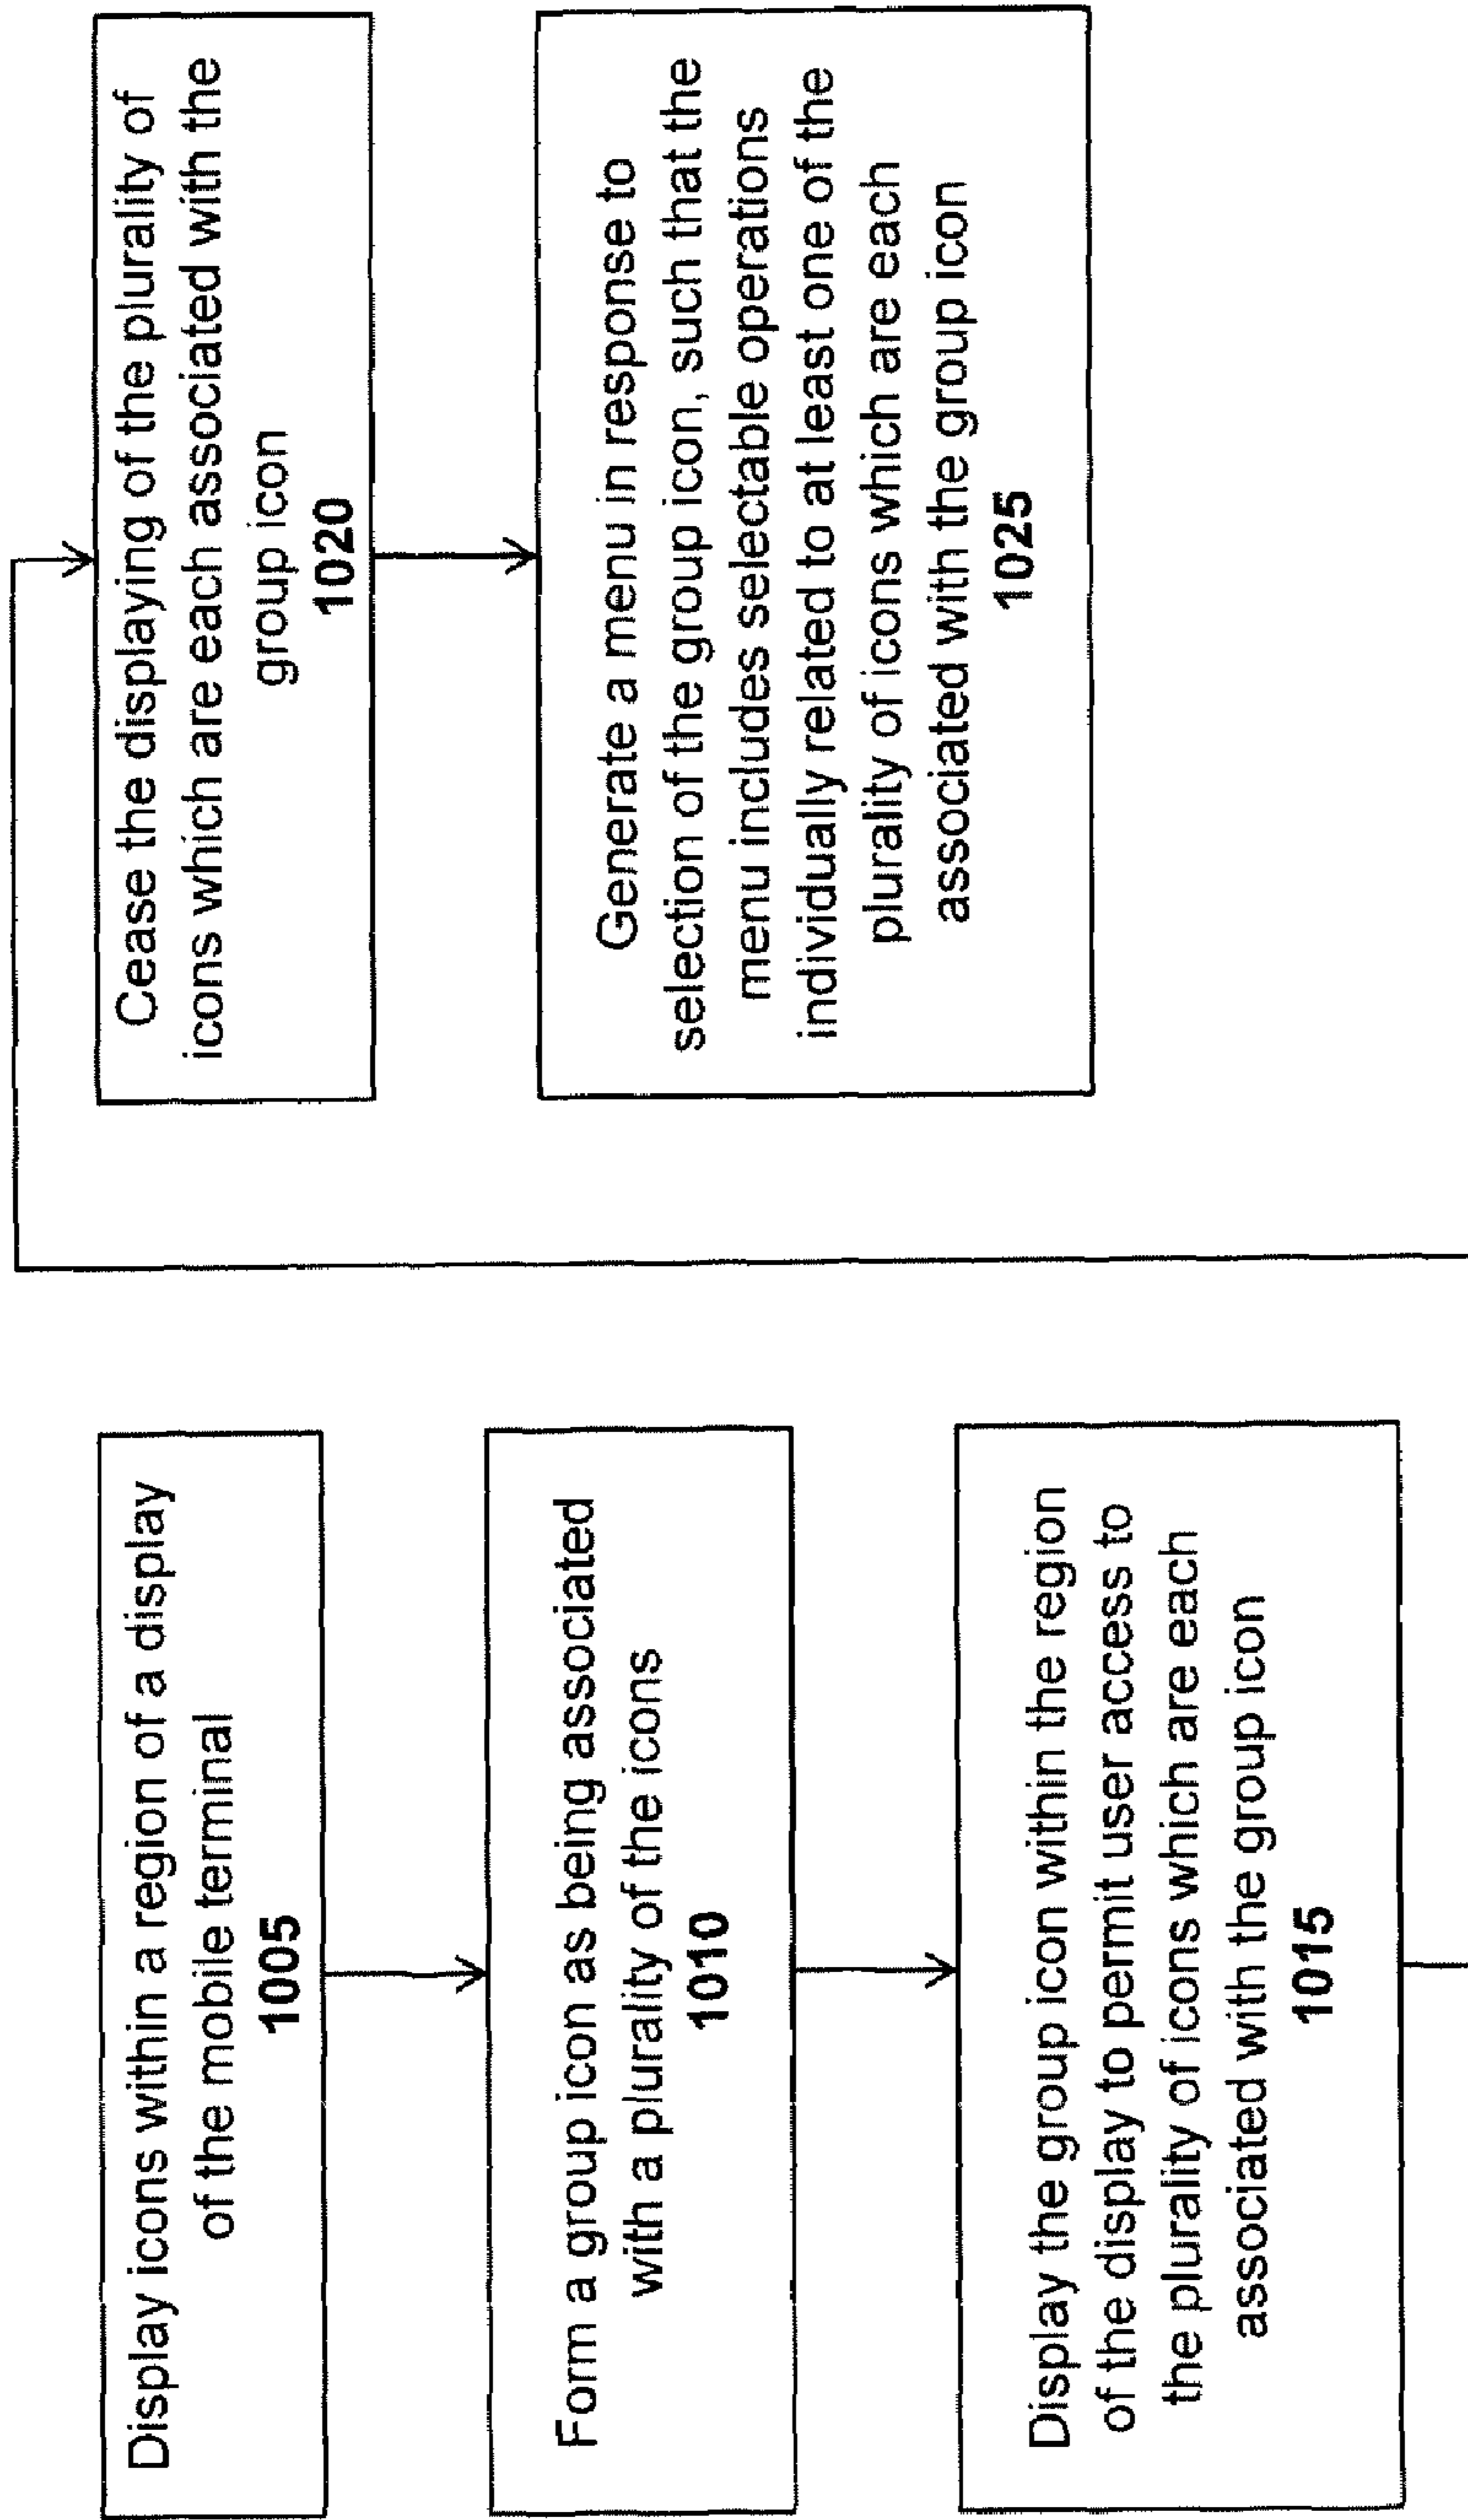 Display icons within a region of a display
of the mobile terminal
1005
Form a group icon as being associated
with a plurality of the icons
1010
Display the group icon within the region
of the display to permit user access to
the plurality of icons which are each
associated with the group icon
1015
Cease the displaying of the plurality of
icons which are each associated with the
group icon
1020
Generate a menu in response to
selection of the group icon, such that the
menu includes selectable operations
individually related to at least one of the
plurality of icons which are each
associated with the group icon
1025